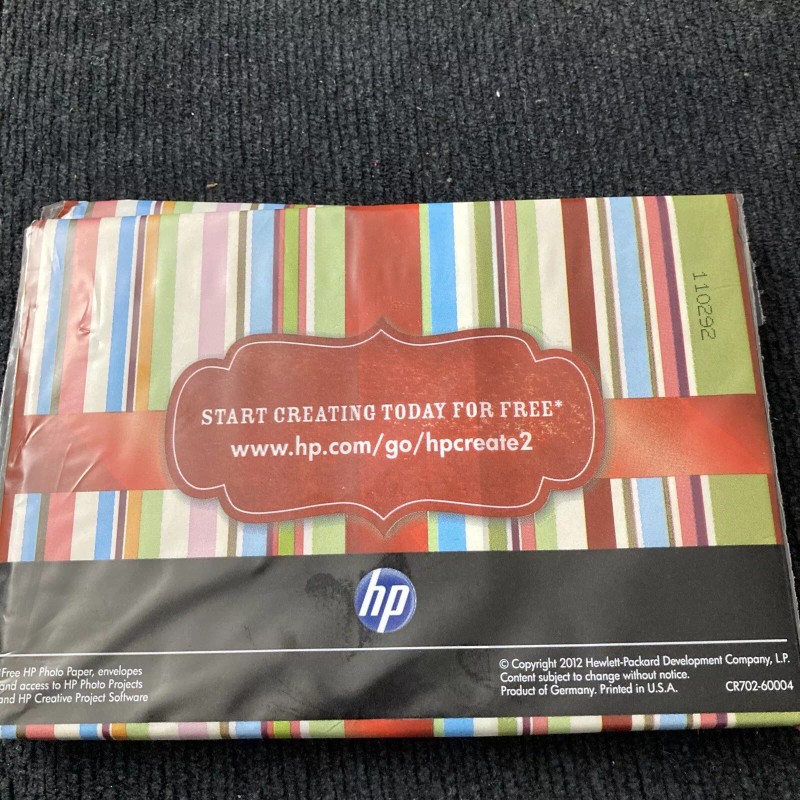 110292
START CREATING TODAY FOR FREE*
www.hp.com/go/hpcreate2
hp
*Free HP Photo Paper, envelopes
and access to HP Photo Projects
and HP Creative Project Software
© Copyright 2012 Hewlett-Packard Development Company, L.P.
Content subject to change without notice.
Product of Germany. Printed in U.S.A.
CR702-60004